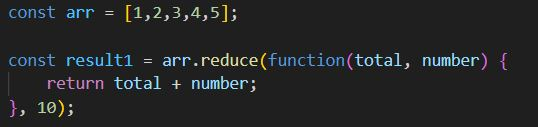 const arr = [1,2,3,4,5];
const result1 = arr.reduce(function(total, number) {
    return total + number;
}, 10);